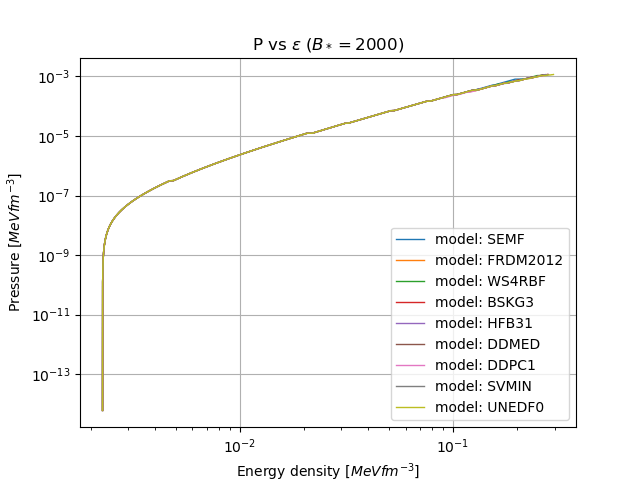 P vs ε (B* = 2000)
Pressure [MeVfm⁻³]
10⁻³
10⁻⁵
10⁻⁷
10⁻⁹
10⁻¹¹
10⁻¹³
model: SEMF
model: FRDM2012
model: WS4RBF
model: BSKG3
model: HFB31
model: DDMED
model: DDPC1
model: SVMIN
model: UNEDF0
10⁻² 10⁻¹
Energy density [MeVfm⁻³]